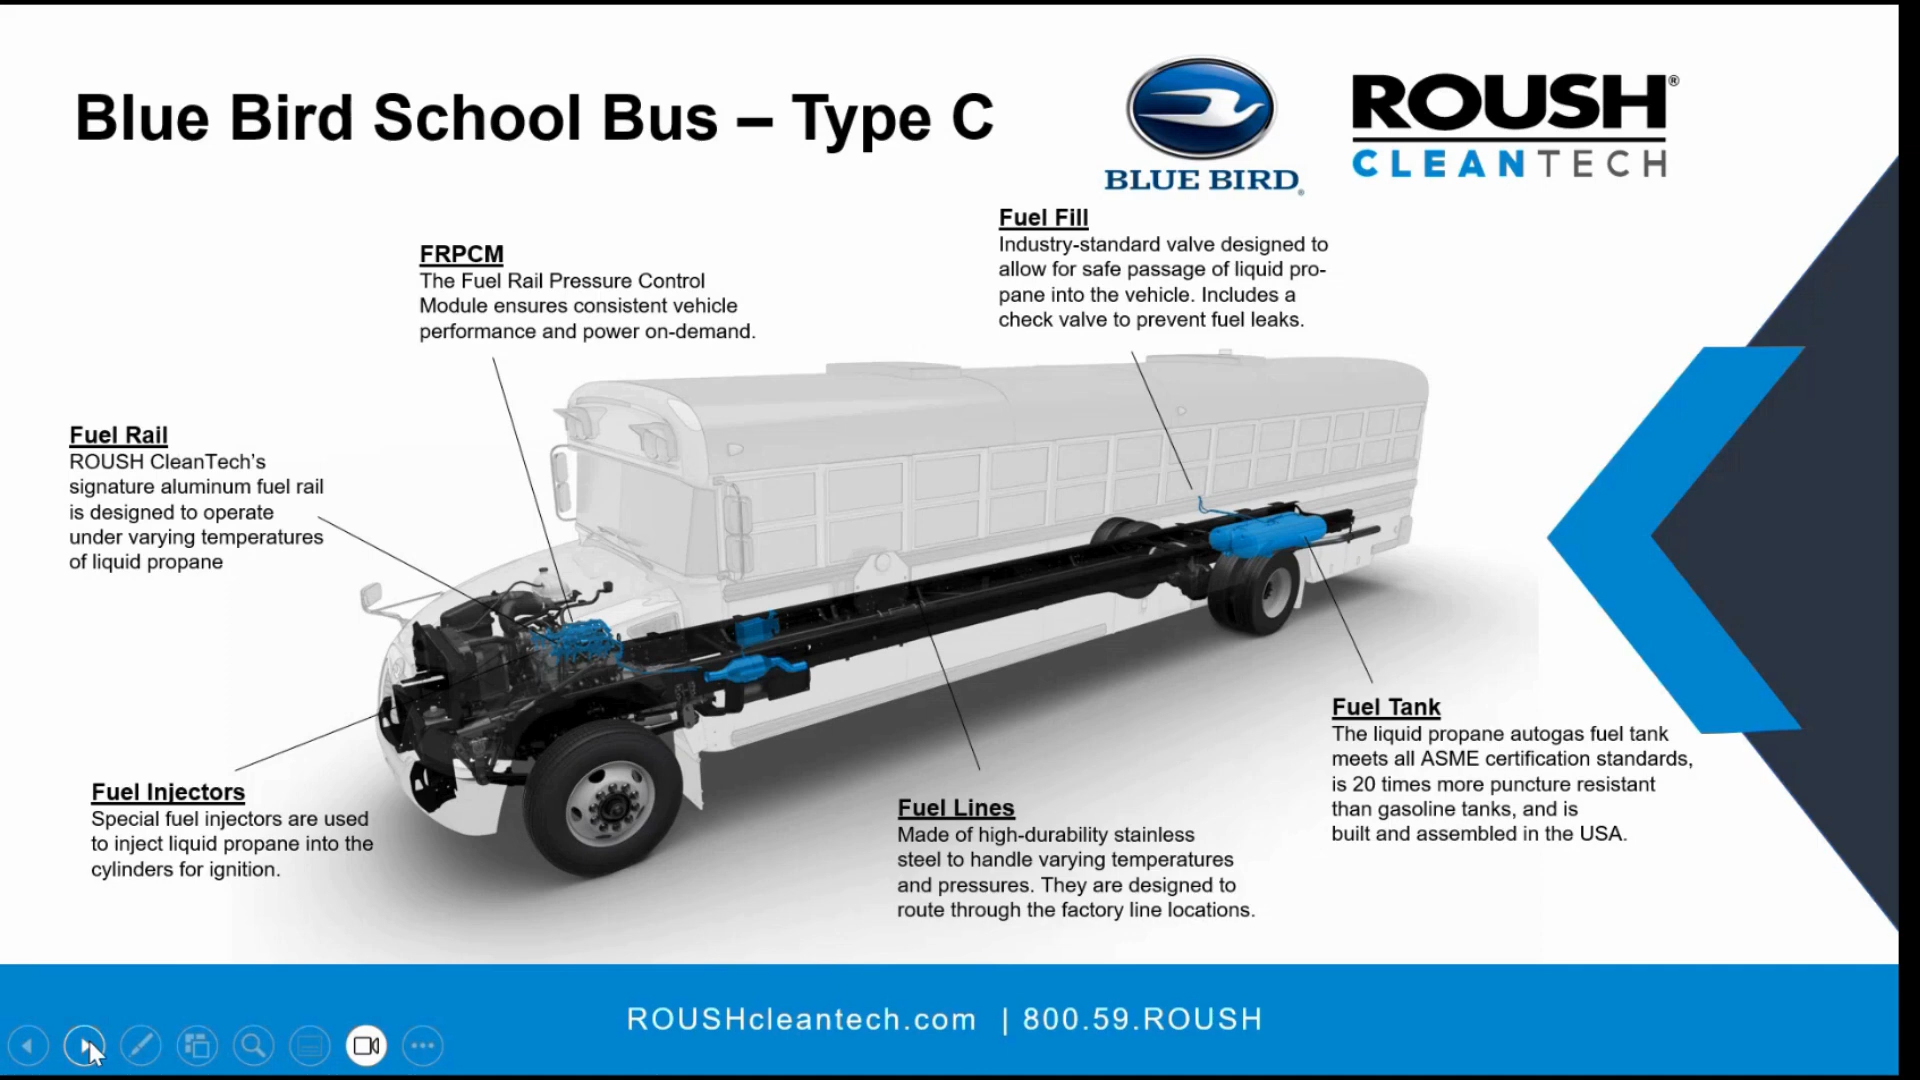 Blue Bird School Bus – Type C
BLUE BIRD®
ROUSH®
CLEANTECH
FRPCM
The Fuel Rail Pressure Control
Module ensures consistent vehicle
performance and power on-demand.
Fuel Fill
Industry-standard valve designed to
allow for safe passage of liquid pro-
pane into the vehicle. Includes a
check valve to prevent fuel leaks.
Fuel Rail
ROUSH CleanTech’s
signature aluminum fuel rail
is designed to operate
under varying temperatures
of liquid propane
Fuel Injectors
Special fuel injectors are used
to inject liquid propane into the
cylinders for ignition.
Fuel Lines
Made of high-durability stainless
steel to handle varying temperatures
and pressures. They are designed to
route through the factory line locations.
Fuel Tank
The liquid propane autogas fuel tank
meets all ASME certification standards,
is 20 times more puncture resistant
than gasoline tanks, and is
built and assembled in the USA.
ROUSHcleantech.com | 800.59.ROUSH